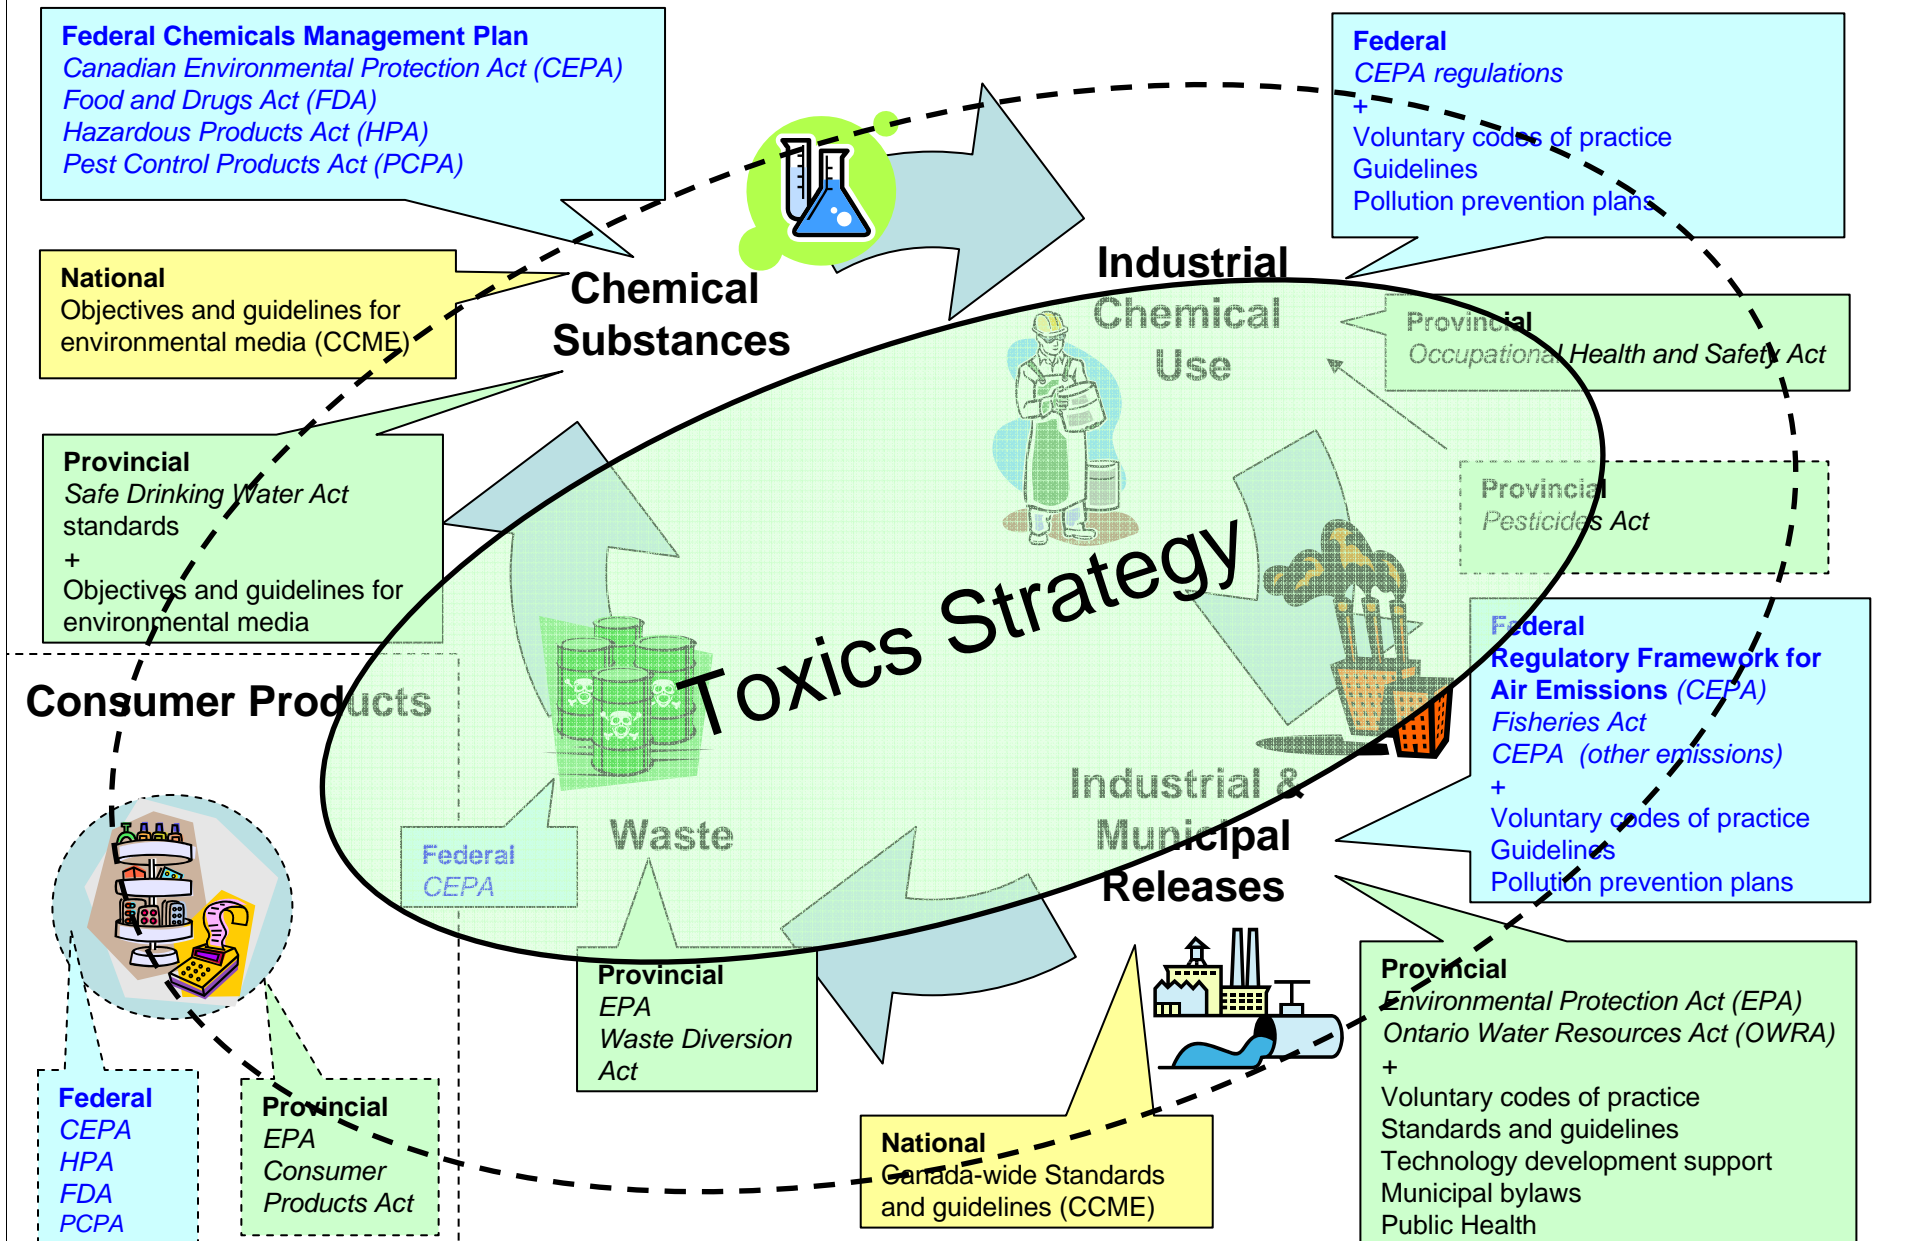 Federal Chemicals Management Plan
Canadian Environmental Protection Act (CEPA)
Food and Drugs Act (FDA)
Hazardous Products Act (HPA)
Pest Control Products Act (PCPA)
Federal
CEPA regulations
+
Voluntary codes of practice
Guidelines
Pollution prevention plans
National
Objectives and guidelines for
environmental media (CCME)
Chemical
Substances
Industrial
Chemical
Use
Provincial
Occupational Health and Safety Act
Provincial
Safe Drinking Water Act
standards
+
Objectives and guidelines for
environmental media
Provincial
Pesticides Act
Toxics Strategy
Federal
Regulatory Framework for
Air Emissions (CEPA)
Fisheries Act
CEPA (other emissions)
+
Voluntary codes of practice
Guidelines
Pollution prevention plans
Consumer Products
Industrial &
Municipal
Releases
Waste
Federal
CEPA
Provincial
EPA
Waste Diversion
Act
Provincial
Environmental Protection Act (EPA)
Ontario Water Resources Act (OWRA)
+
Voluntary codes of practice
Standards and guidelines
Technology development support
Municipal bylaws
Public Health
Federal
CEPA
HPA
FDA
PCPA
Provincial
EPA
Consumer
Products Act
National
Canada-wide Standards
and guidelines (CCME)